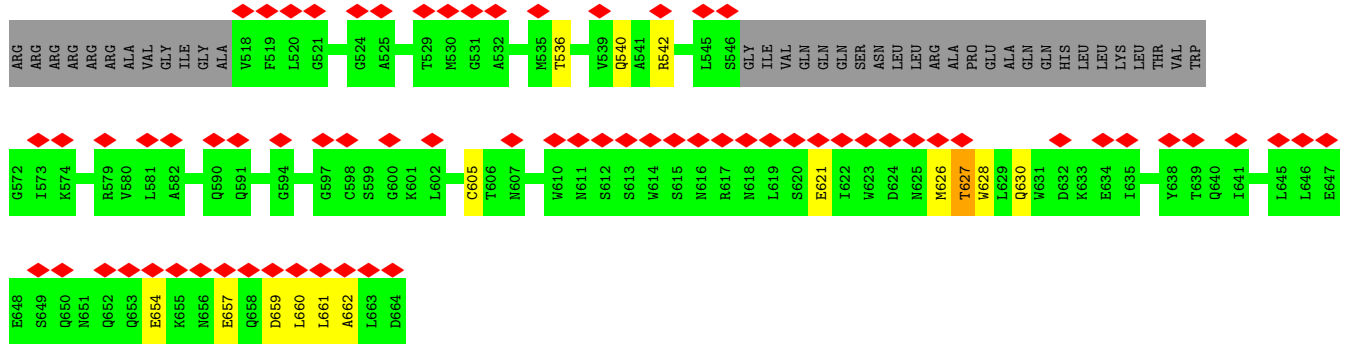 ARG ARG ARG ARG ARG ARG ALA VAL GLY ILE GLY ALA V518 F519 L520 G521 G524 A525 T529 M530 G531 A532 M535 T536 V539 Q540 A541 R542 L545 S546 GLY ILE VAL GLN GLN GLN SER ASN LEU LEU ARG ALA PRO GLU ALA GLN GLN HIS LEU LEU LYS LEU THR VAL TRP
G572 I573 K574 R579 V580 L581 A582 Q590 Q591 G594 G597 C598 S599 G600 K601 L602 C605 T606 N607 W610 N611 S612 S613 W614 S615 N616 R617 N618 L619 S620 E621 I622 W623 D624 N625 M626 T627 W628 L629 Q630 W631 D632 K633 E634 I635 Y638 T639 Q640 I641 L645 L646 E647
E648 S649 Q650 N651 Q652 Q653 E654 K655 N656 E657 Q658 D659 L660 L661 A662 L663 D664